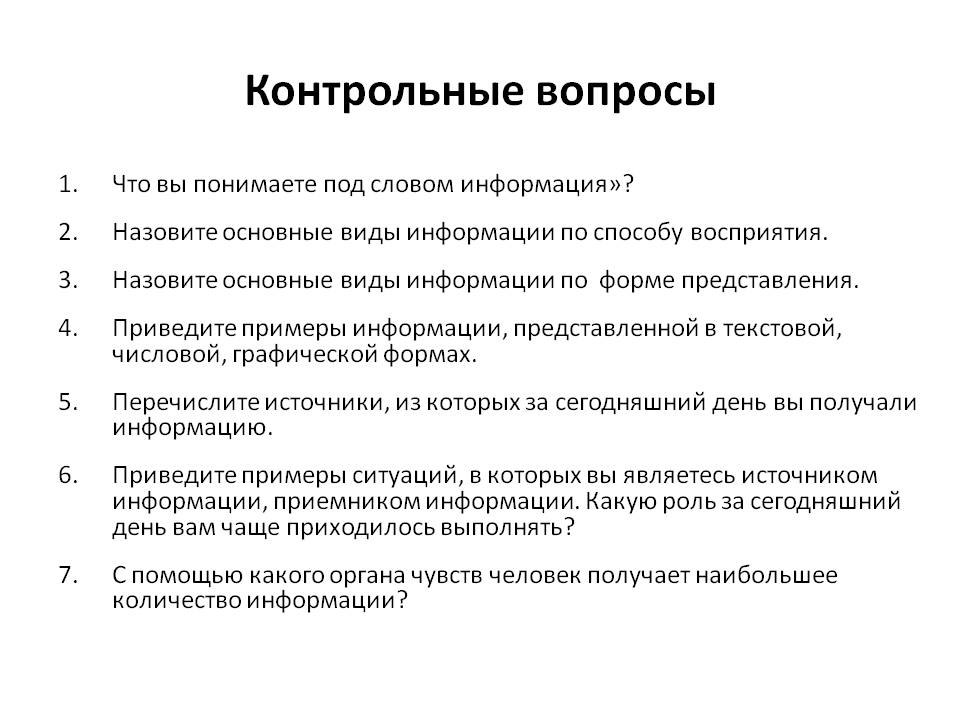 Контрольные вопросы
1. Что вы понимаете под словом информация»?
2. Назовите основные виды информации по способу восприятия.
3. Назовите основные виды информации по  форме представления.
4. Приведите примеры информации, представленной в текстовой,
числовой, графической формах.
5. Перечислите источники, из которых за сегодняшний день вы получали
информацию.
6. Приведите примеры ситуаций, в которых вы являетесь источником
информации, приемником информации. Какую роль за сегодняшний
день вам чаще приходилось выполнять?
7. С помощью какого органа чувств человек получает наибольшее
количество информации?